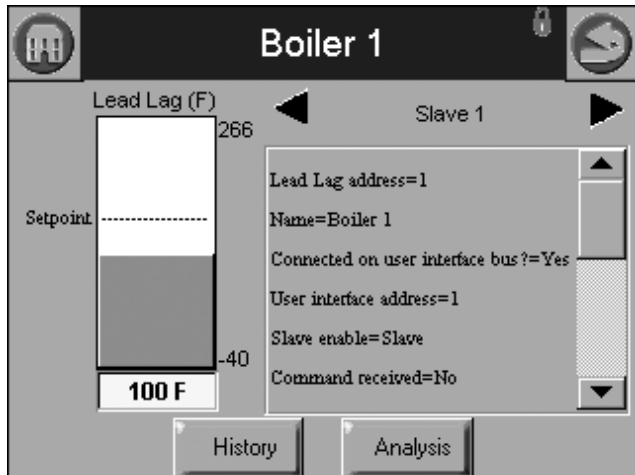 Boiler 1
Lead Lag (F)
266
Setpoint
-40
100 F
Slave 1
Lead Lag address=1
Name=Boiler 1
Connected on user interface bus?=Yes
User interface address=1
Slave enable=Slave
Command received=No
History
Analysis